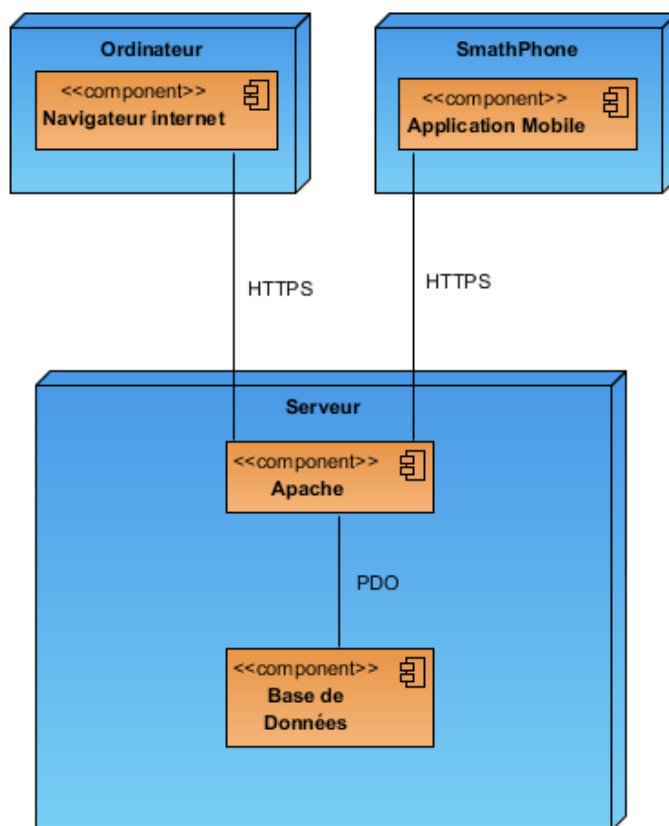 Ordinateur
<<component>>
Navigateur internet
SmathPhone
<<component>>
Application Mobile
HTTPS
HTTPS
Serveur
<<component>>
Apache
PDO
<<component>>
Base de
Données